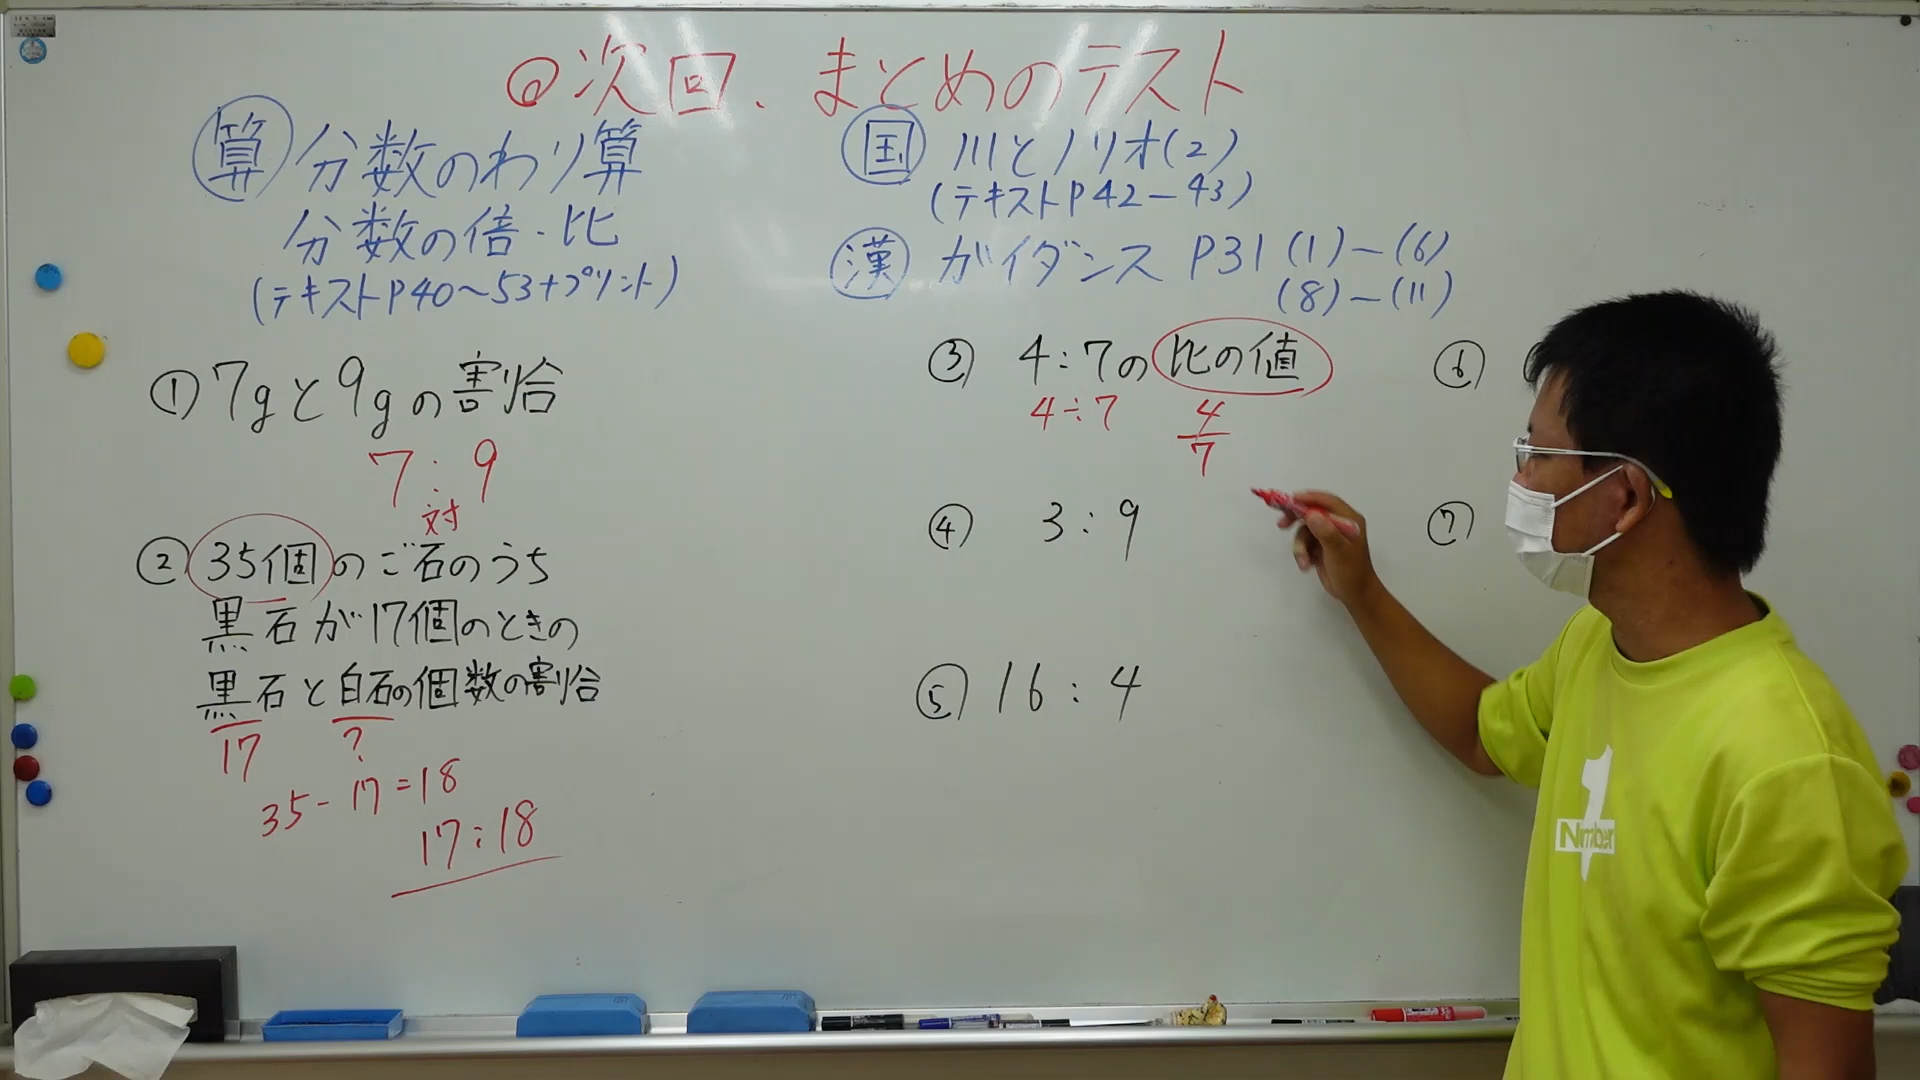 @次回、まとめのテスト
算 分数のわり算
分数の倍・比
(テキストP40〜53+プリント)
国 川とノリオ(2)
(テキストP42-43)
漢 ガイダンス P31 (1)-(6)
(8)-(11)
① 7gと9gの割合
7:9
対
② 35個のご石のうち
黒石が17個のときの
黒石と白石の個数の割合
17 ?
35-17=18
17:18
③ 4:7の比の値
4÷7 4/7
④ 3:9
⑤ 16:4
⑥
⑦
Number 1